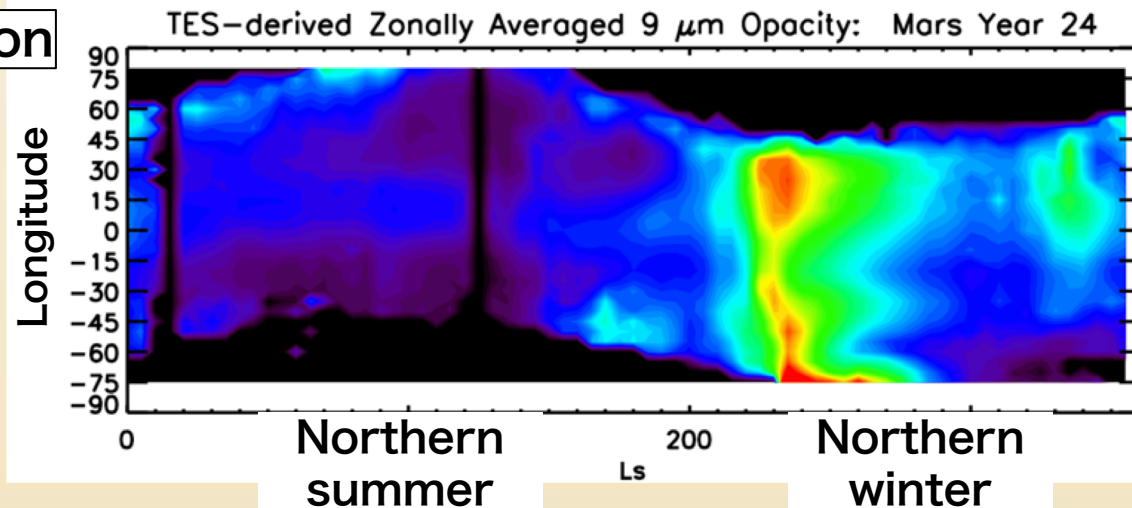 on
TES-derived Zonally Averaged 9 μm Opacity: Mars Year 24
90
75
60
45
30
15
0
-15
-30
-45
-60
-75
-90
Longitude
0
200
Ls
Northern
summer
Northern
winter